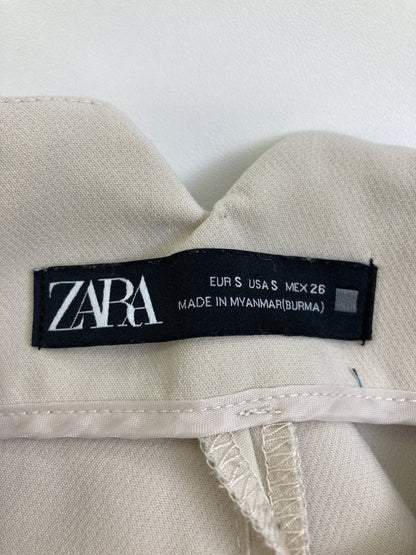 ZARA
EUR S USA S MEX 26
MADE IN MYANMAR(BURMA)